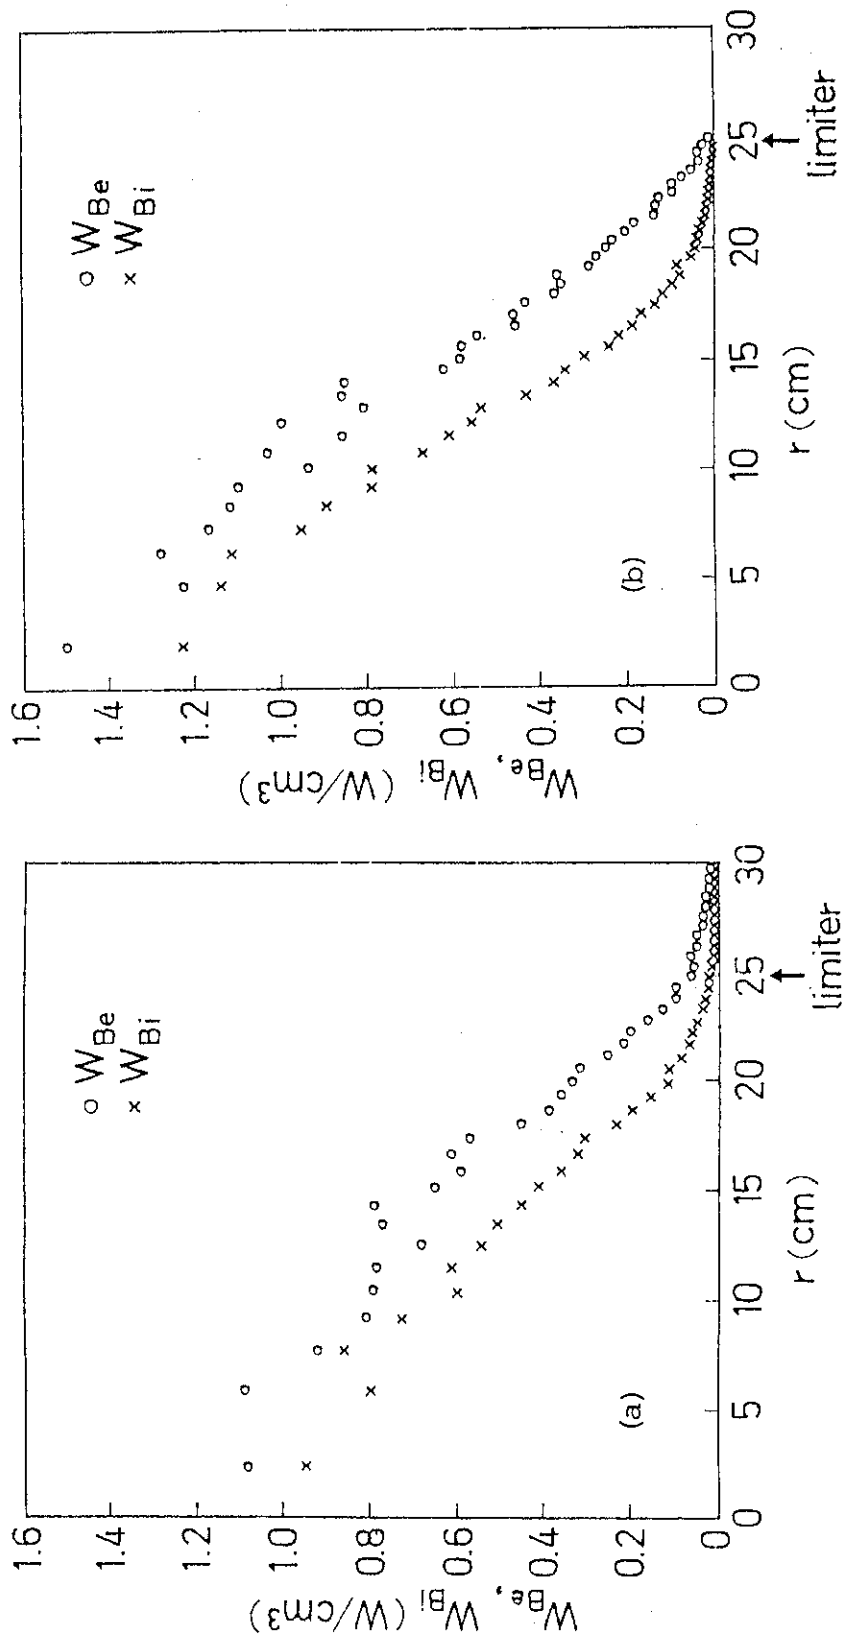 1.6
1.4
1.2
1.0
0.8
0.6
0.4
0.2
0
W_Be, W_Bi (W/cm³)
o W_Be
x W_Bi
(a)
0 5 10 15 20 25 30
r (cm)
limiter
1.6
1.4
1.2
1.0
0.8
0.6
0.4
0.2
0
W_Be, W_Bi (W/cm³)
o W_Be
x W_Bi
(b)
0 5 10 15 20 25 30
r (cm)
limiter